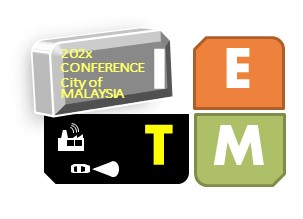 202x
CONFERENCE
City of
MALAYSIA
E
T
M